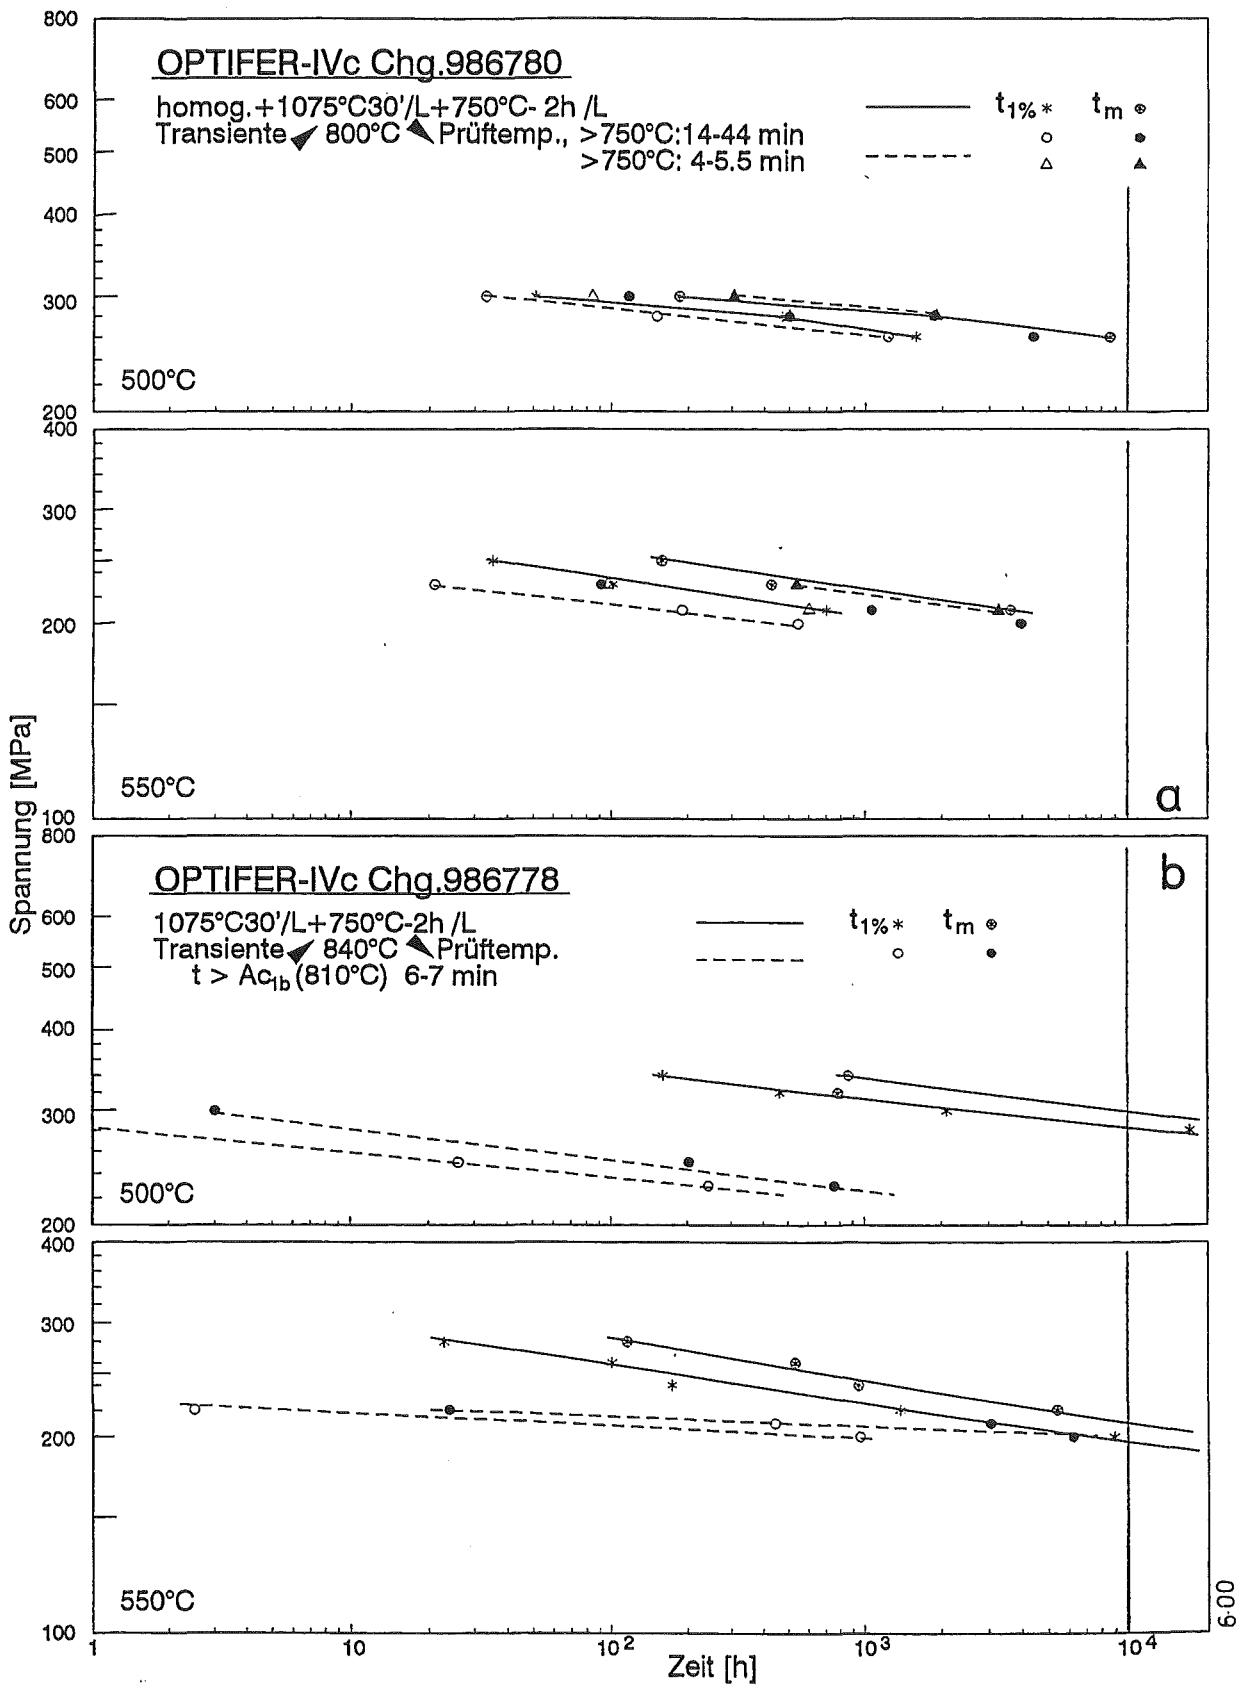 800
OPTIFER-IVc Chg.986780
600
homog.+1075°C30'/L+750°C- 2h /L
t1% * tm ⊛
Transiente 800°C Prüftemp., >750°C:14-44 min
500
>750°C: 4-5.5 min
400
300
500°C
200
400
300
200
550°C
a
100
Spannung [MPa]
800
b
OPTIFER-IVc Chg.986778
600
1075°C30'/L+750°C-2h /L
t1% * tm ⊛
Transiente 840°C Prüftemp.
500
t > Ac1b (810°C) 6-7 min
400
300
500°C
200
400
300
200
550°C
6-00
100
1 10 10² 10³ 10⁴
Zeit [h]